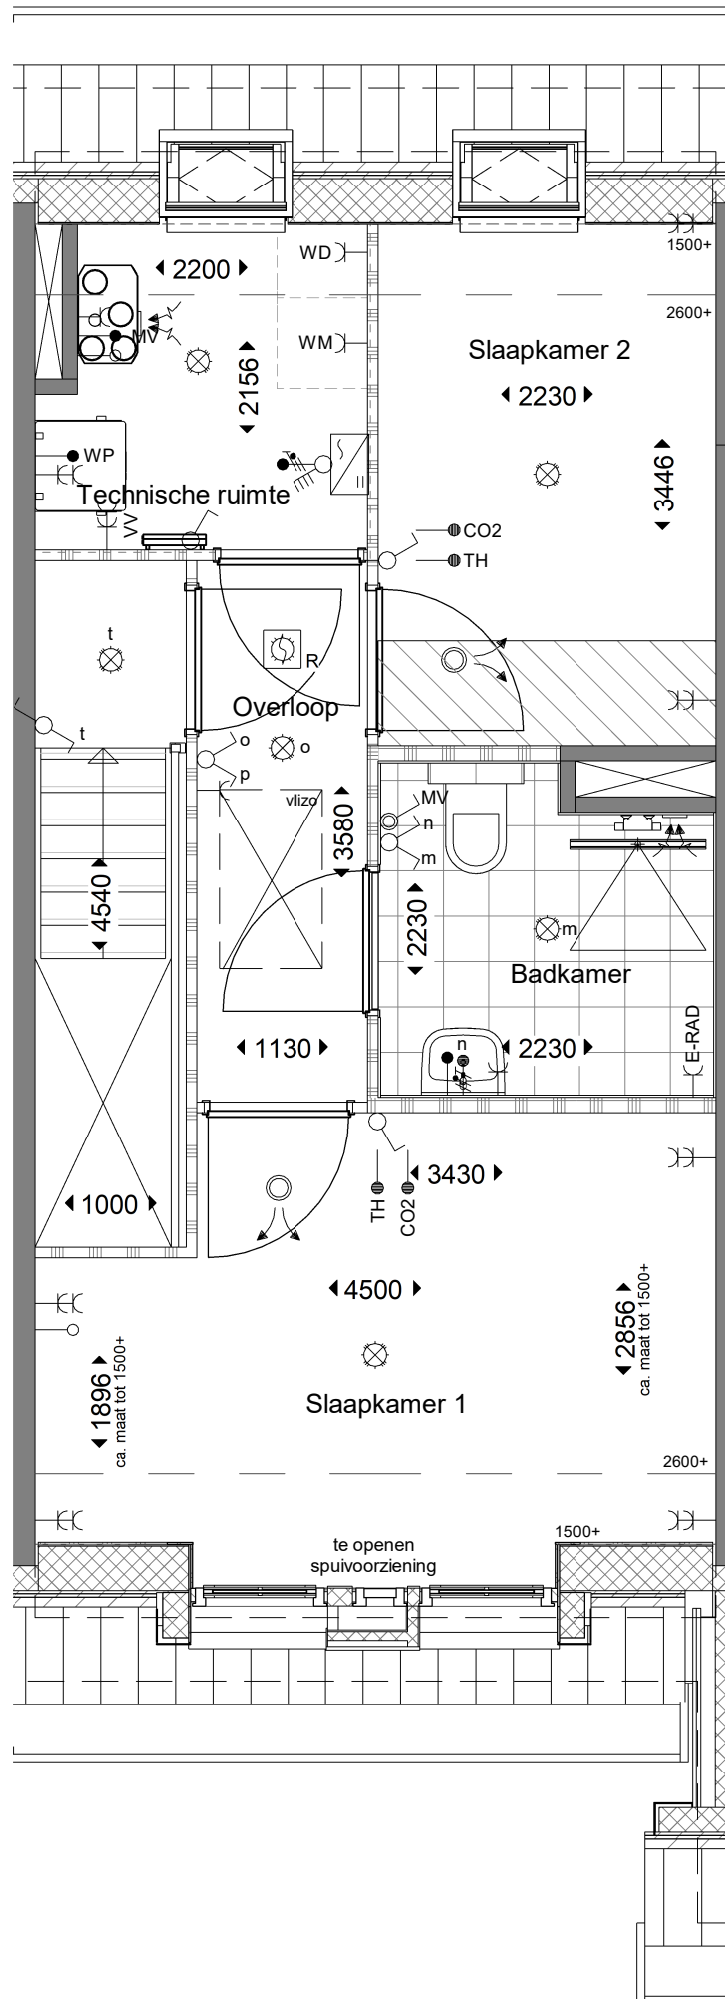 1500+
WD
2200
2600+
MV
WM
Slaapkamer 2
2156
2230
WP
3446
Technische ruimte
VV
CO2
TH
t
R
Overloop
t
o
o
p
vlizo
MV
n
m
3580
4540
2230
m
Badkamer
E-RAD
n
1130
2230
3430
TH
CO2
1000
4500
2856
ca. maat tot 1500+
1896
ca. maat tot 1500+
Slaapkamer 1
2600+
1500+
te openen
spuivoorziening